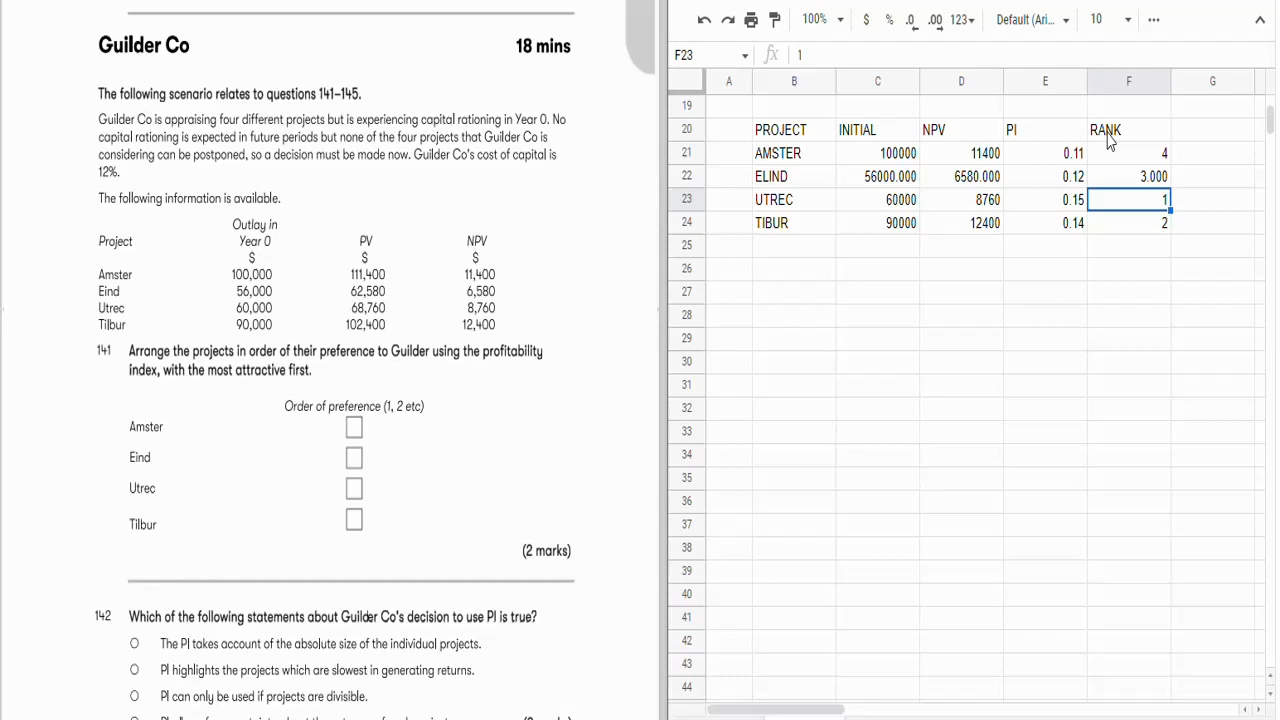 Guilder Co 18 mins
The following scenario relates to questions 141–145.
Guilder Co is appraising four different projects but is experiencing capital rationing in Year 0. No
capital rationing is expected in future periods but none of the four projects that Guilder Co is
considering can be postponed, so a decision must be made now. Guilder Co's cost of capital is
12%.
The following information is available.
Outlay in
Project Year 0 PV NPV
$ $ $
Amster 100,000 111,400 11,400
Eind 56,000 62,580 6,580
Utrec 60,000 68,760 8,760
Tilbur 90,000 102,400 12,400
141 Arrange the projects in order of their preference to Guilder using the profitability
index, with the most attractive first.
Order of preference (1, 2 etc)
Amster
Eind
Utrec
Tilbur
(2 marks)
142 Which of the following statements about Guilder Co's decision to use PI is true?
O The PI takes account of the absolute size of the individual projects.
O PI highlights the projects which are slowest in generating returns.
O PI can only be used if projects are divisible.
100% $ % .0 .00 123 Default (Ari... 10
F23 fx 1
A B C D E F G
19
20 PROJECT INITIAL NPV PI RANK
21 AMSTER 100000 11400 0.11 4
22 ELIND 56000.000 6580.000 0.12 3.000
23 UTREC 60000 8760 0.15 1
24 TIBUR 90000 12400 0.14 2
25
26
27
28
29
30
31
32
33
34
35
36
37
38
39
40
41
42
43
44